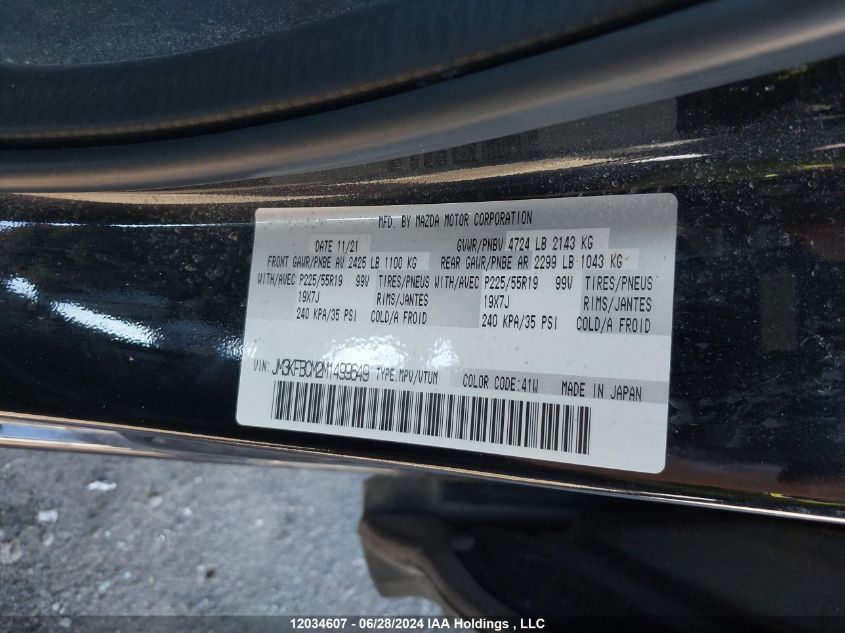 MFD. BY MAZDA MOTOR CORPORATION
DATE 11/21 GVWR/PNBV 4724 LB 2143 KG
FRONT GAWR/PNBE AV 2425 LB 1100 KG REAR GAWR/PNBE AR 2299 LB 1043 KG
WITH/AVEC P225/55R19 99V TIRES/PNEUS WITH/AVEC P225/55R19 99V TIRES/PNEUS
19X7J RIMS/JANTES 19X7J RIMS/JANTES
240 KPA/35 PSI COLD/A FROID 240 KPA/35 PSI COLD/A FROID
VIN: JM3KFBCM2M1499649 TYPE:MPV/VTUM COLOR CODE:41W MADE IN JAPAN
12034607 - 06/28/2024 IAA Holdings , LLC